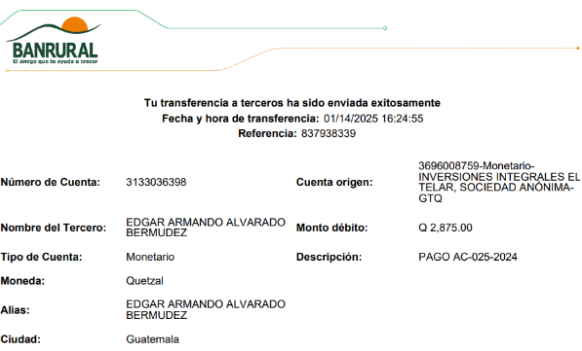 BANRURAL
El amigo que te ayuda a crecer
Tu transferencia a terceros ha sido enviada exitosamente
Fecha y hora de transferencia: 01/14/2025 16:24:55
Referencia: 837938339
Número de Cuenta: 3133036398
Cuenta origen: 3696008759-Monetario-
INVERSIONES INTEGRALES EL
TELAR, SOCIEDAD ANÓNIMA-
GTQ
Nombre del Tercero: EDGAR ARMANDO ALVARADO
BERMUDEZ
Monto débito: Q 2,875.00
Tipo de Cuenta: Monetario
Descripción: PAGO AC-025-2024
Moneda: Quetzal
Alias: EDGAR ARMANDO ALVARADO
BERMUDEZ
Ciudad: Guatemala